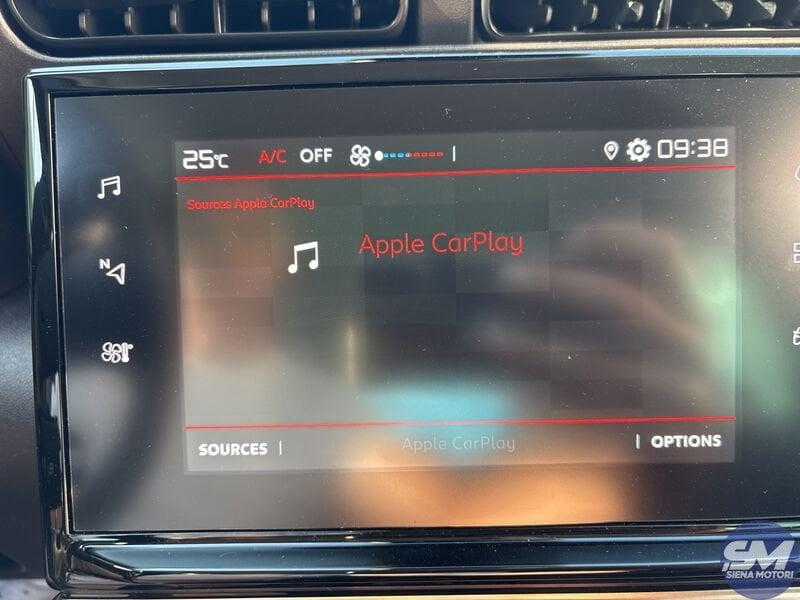 25°C A/C OFF 09:38
Sources Apple CarPlay
Apple CarPlay
N
SOURCES Apple CarPlay OPTIONS
SM
SIENA MOTORI